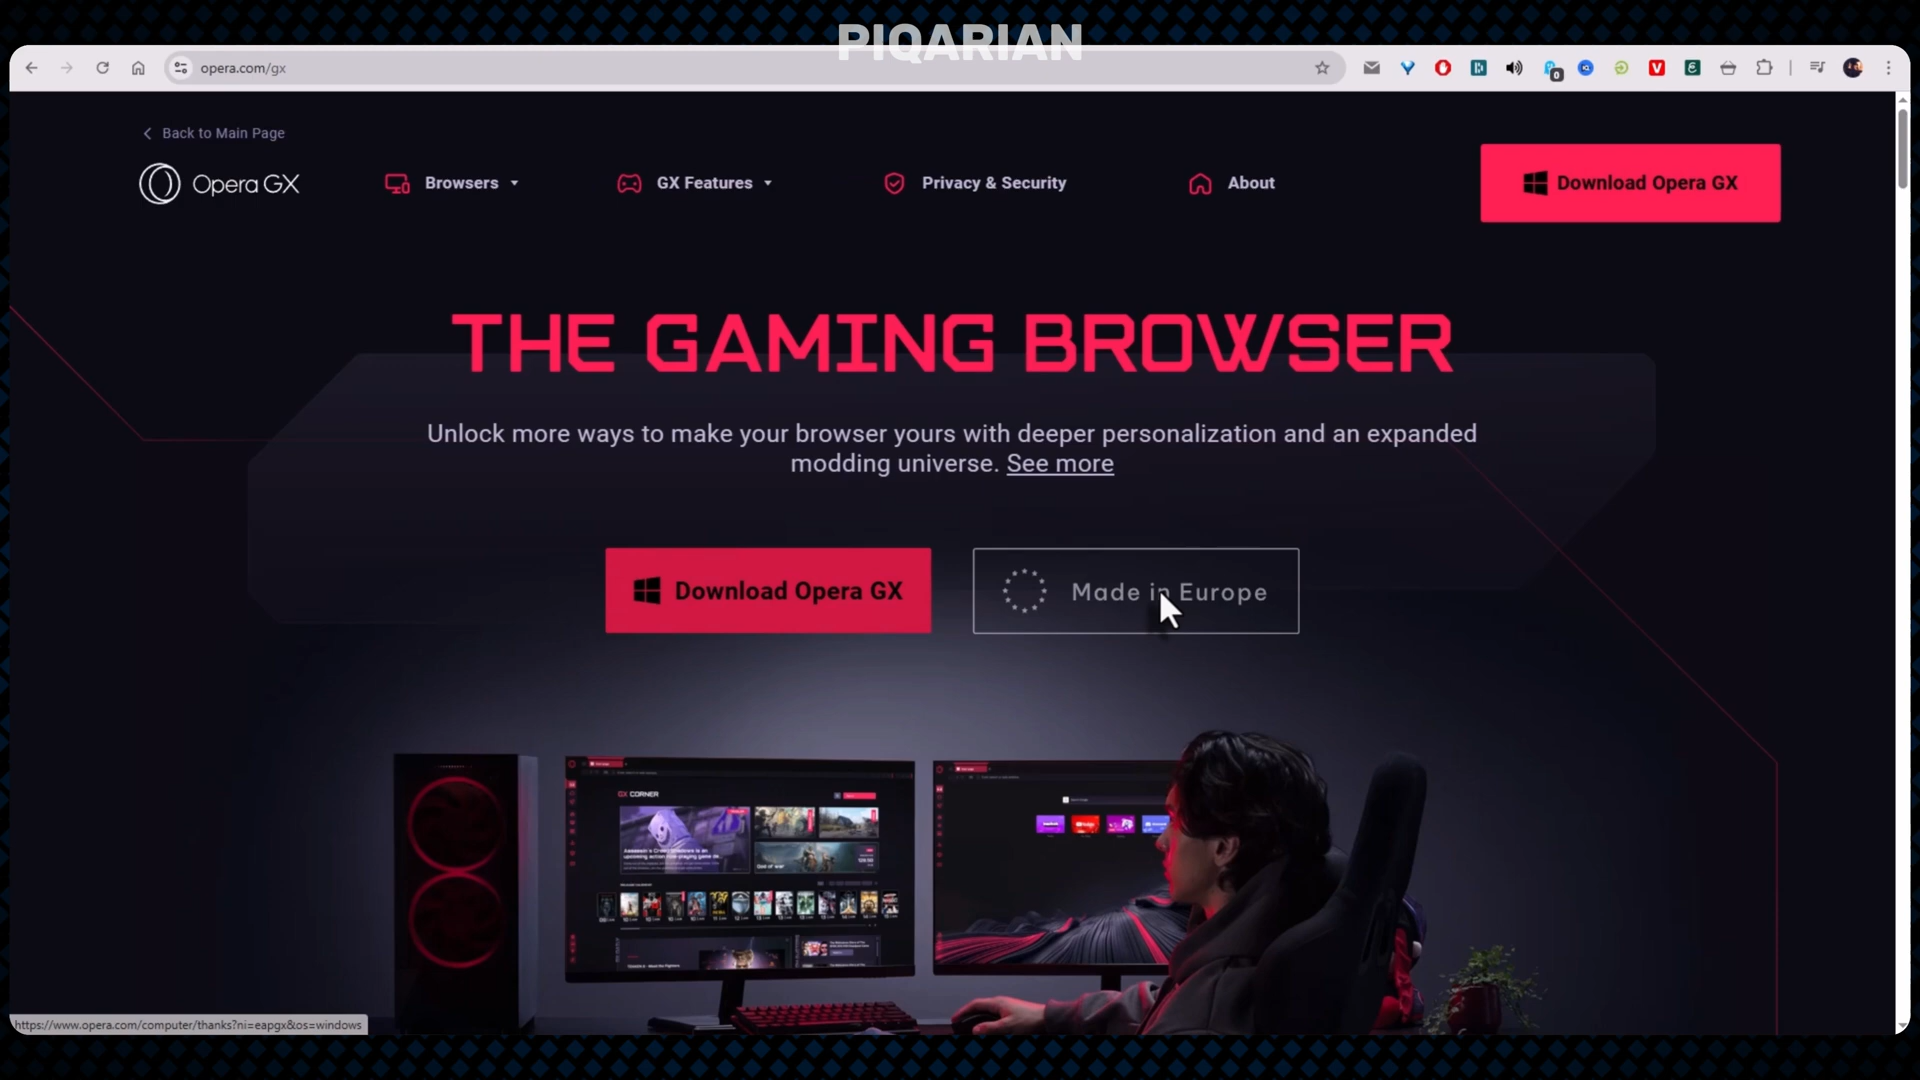 PIQARIAN
opera.com/gx
0
Back to Main Page
Opera GX
Browsers
GX Features
Privacy & Security
About
Download Opera GX
THE GAMING BROWSER
Unlock more ways to make your browser yours with deeper personalization and an expanded
modding universe. See more
Download Opera GX
Made in Europe
GX CORNER
https://www.opera.com/computer/thanks?ni=eapgx&os=windows